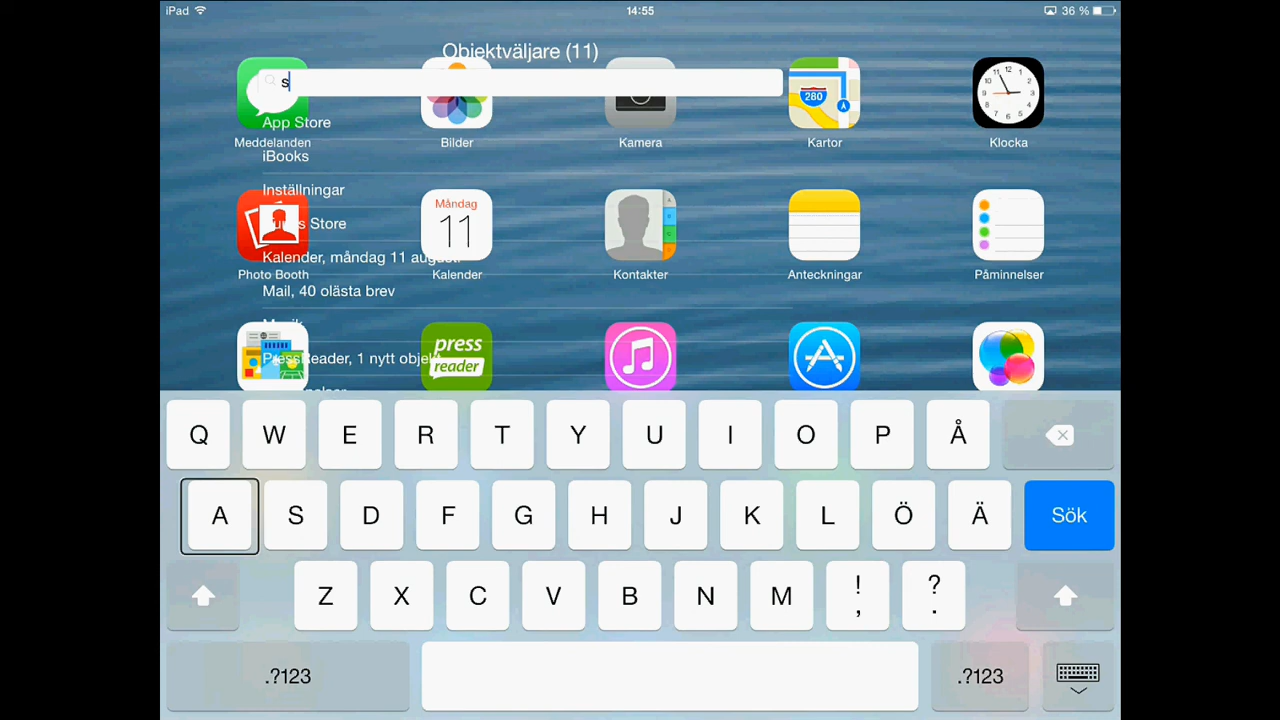 iPad 14:55 36 %
Objektväljare (11)
s
App Store
Meddelanden Bilder Kamera Kartor Klocka
iBooks
Inställningar
Store
Måndag
11
280
Kalender, måndag 11 augusti
Photo Booth Kalender Kontakter Anteckningar Påminnelser
Mail, 40 olästa brev
Musik
press
reader
PressReader, 1 nytt objekt
Q W E R T Y U I O P Å
A S D F G H J K L Ö Ä Sök
Z X C V B N M ! , ? .
.?123 .?123